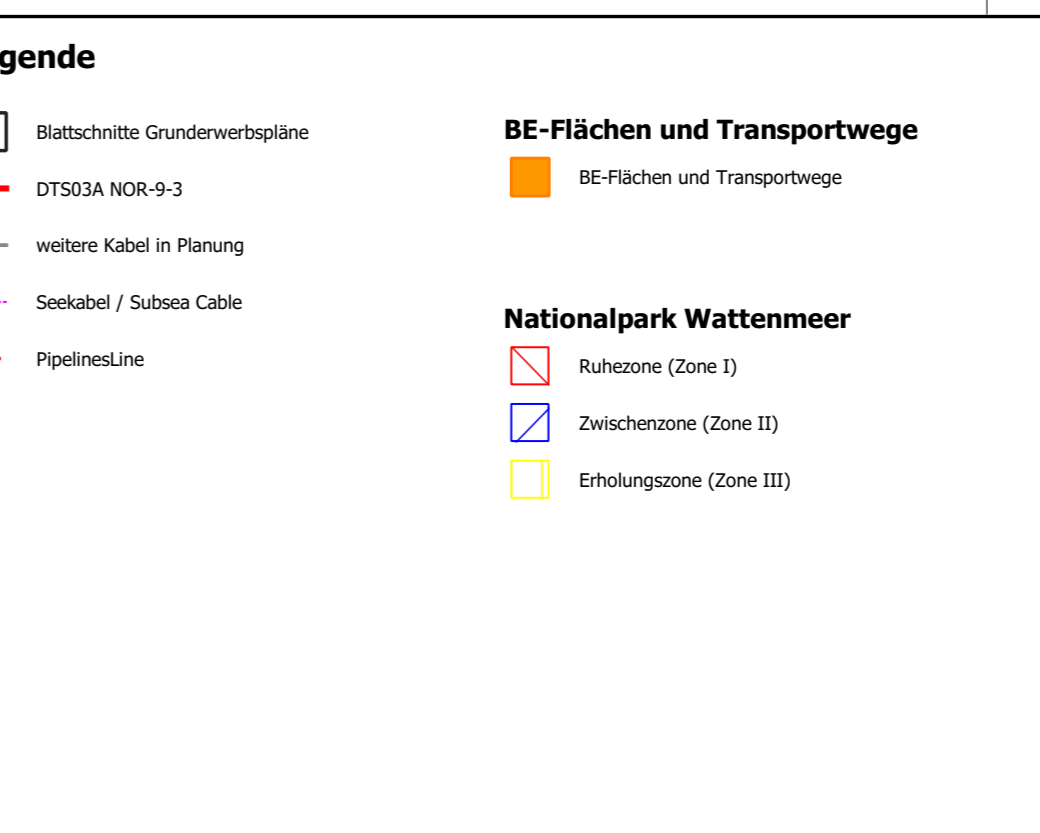 gende
Blattschnitte Grunderwerbspläne
DTS03A NOR-9-3
weitere Kabel in Planung
Seekabel / Subsea Cable
PipelinesLine
BE-Flächen und Transportwege
BE-Flächen und Transportwege
Nationalpark Wattenmeer
Ruhezone (Zone I)
Zwischenzone (Zone II)
Erholungszone (Zone III)